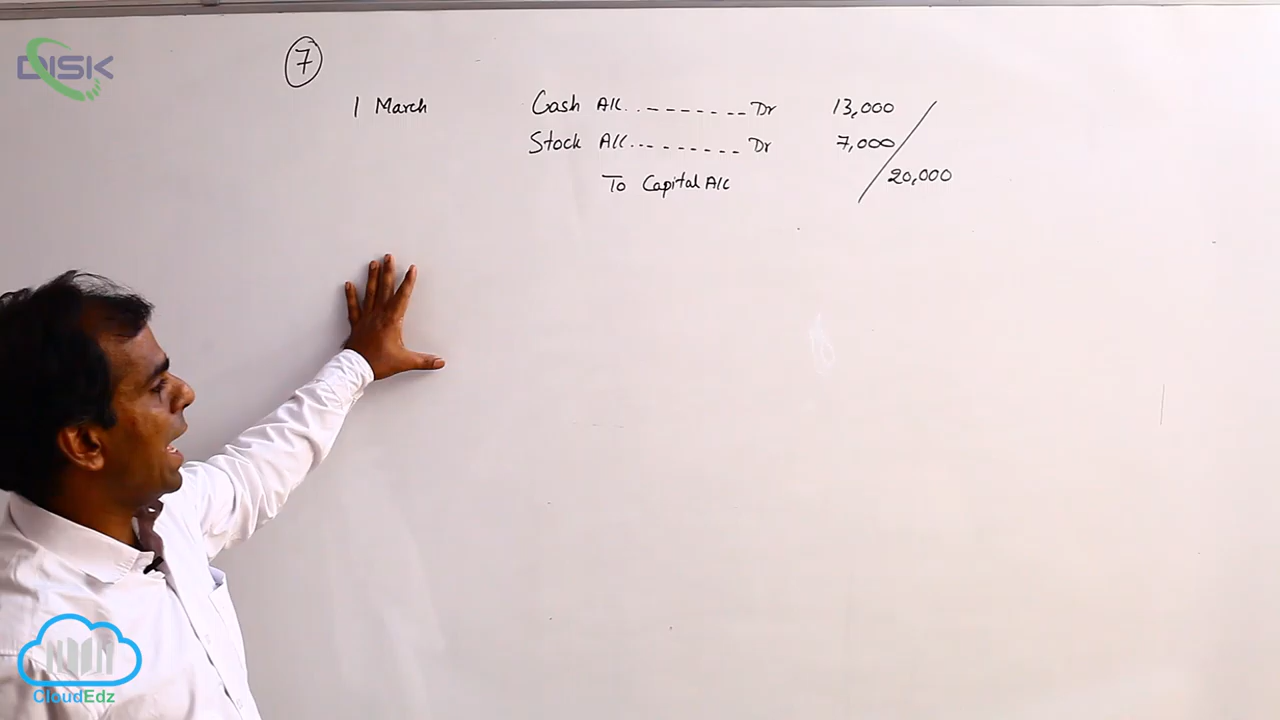 DISK
7
1 March Cash A/C..-------Dr 13,000
Stock A/C...-------Dr 7,000
To Capital A/C 20,000
CloudEdz